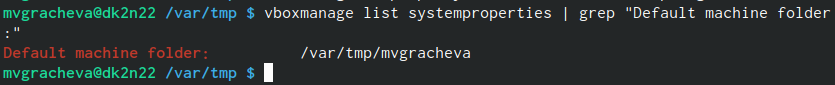 mvgracheva@dk2n22 /var/tmp $ vboxmanage list systemproperties | grep "Default machine folder
:"
Default machine folder:          /var/tmp/mvgracheva
mvgracheva@dk2n22 /var/tmp $